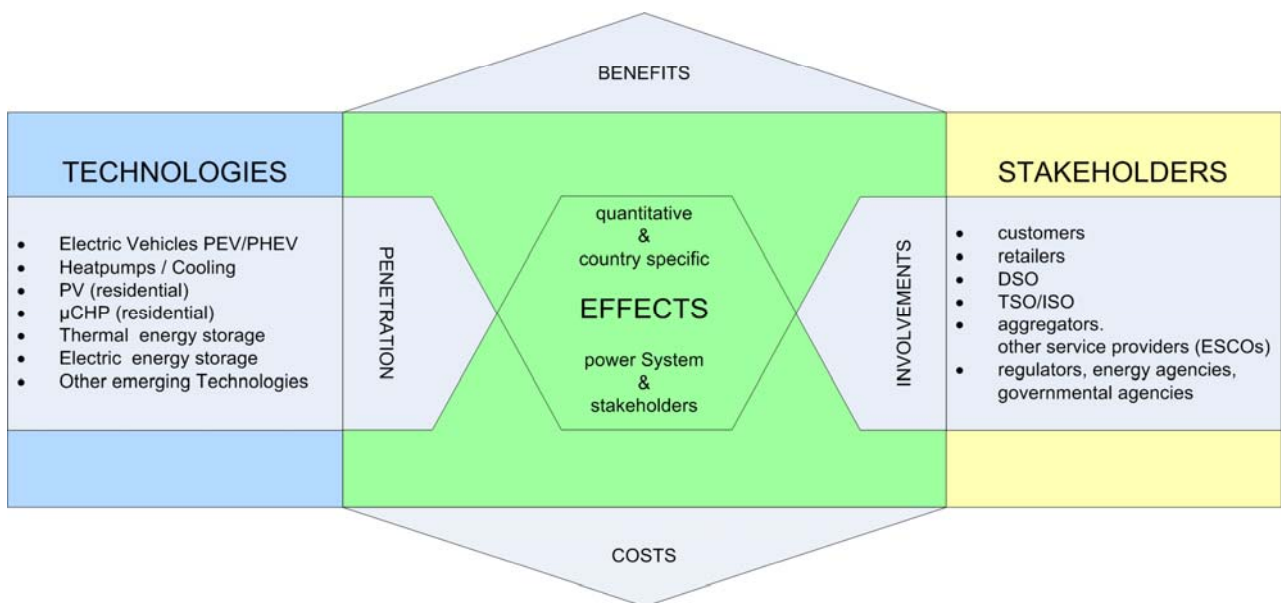 BENEFITS
TECHNOLOGIES
• Electric Vehicles PEV/PHEV
• Heatpumps / Cooling
• PV (residential)
• µCHP (residential)
• Thermal energy storage
• Electric energy storage
• Other emerging Technologies
PENETRATION
quantitative
&
country specific
EFFECTS
power System
&
stakeholders
INVOLVEMENTS
STAKEHOLDERS
• customers
• retailers
• DSO
• TSO/ISO
• aggregators.
other service providers (ESCOs)
• regulators, energy agencies,
governmental agencies
COSTS